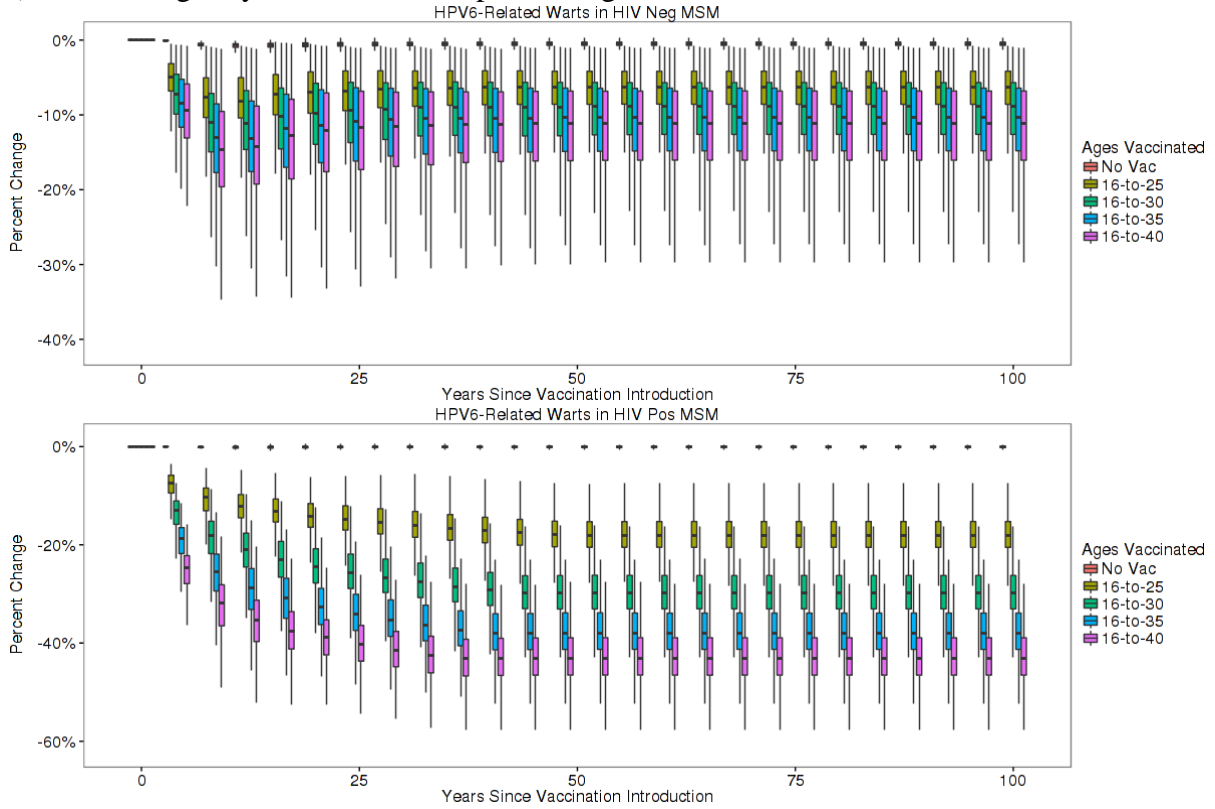 HPV6-Related Warts in HIV Neg MSM
0%
-10%
-20%
-30%
-40%
Percent Change
0 25 50 75 100
Years Since Vaccination Introduction
Ages Vaccinated
No Vac
16-to-25
16-to-30
16-to-35
16-to-40
HPV6-Related Warts in HIV Pos MSM
0%
-20%
-40%
-60%
Percent Change
0 25 50 75 100
Years Since Vaccination Introduction
Ages Vaccinated
No Vac
16-to-25
16-to-30
16-to-35
16-to-40